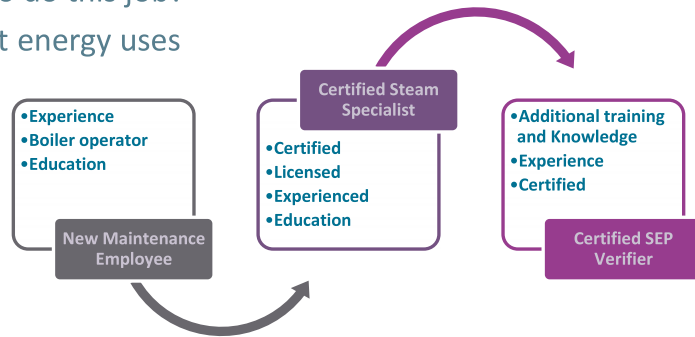 do this job?
t energy uses
•Experience
•Boiler operator
•Education
New Maintenance
Employee
Certified Steam
Specialist
•Certified
•Licensed
•Experienced
•Education
•Additional training
and Knowledge
•Experience
•Certified
Certified SEP
Verifier